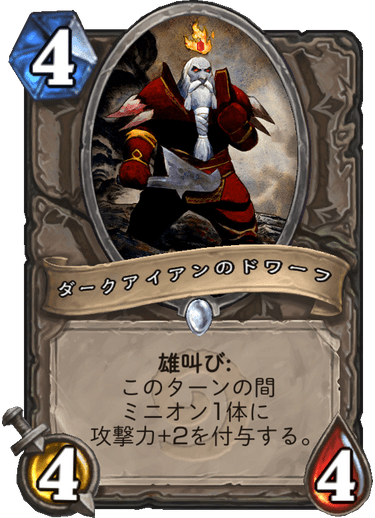 4
ダークアイアンのドワーフ
雄叫び:
このターンの間
ミニオン1体に
攻撃力+2を付与する。
4
4